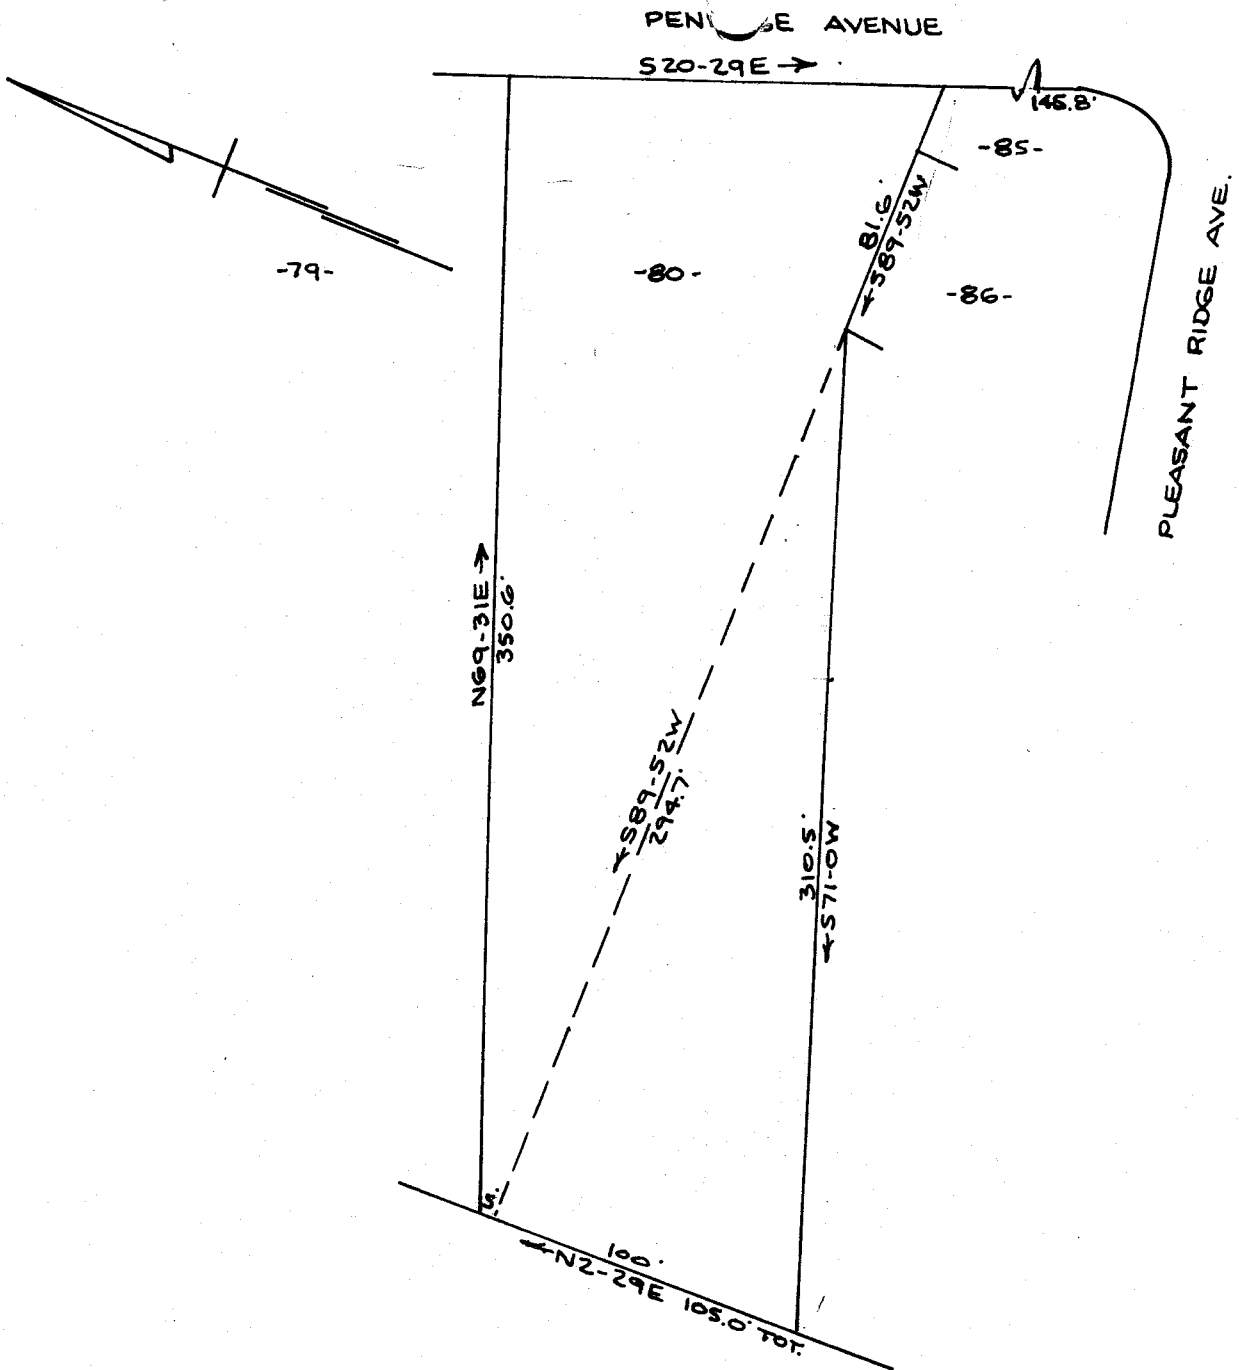 AVENUE
S20-29E →
145.8'
-85-
81.6'
← S89-52W
-79-
-80-
-86-
PLEASANT RIDGE AVE.
N69-31E →
350.6'
← S89-52W
294.7'
310.5'
← S71-0W
5.
100'
← N2-29E 105.0' TOT.